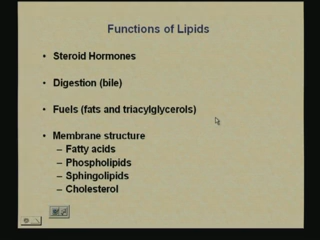 Functions of Lipids
• Steroid Hormones
• Digestion (bile)
• Fuels (fats and triacylglycerols)
• Membrane structure
– Fatty acids
– Phospholipids
– Sphingolipids
– Cholesterol